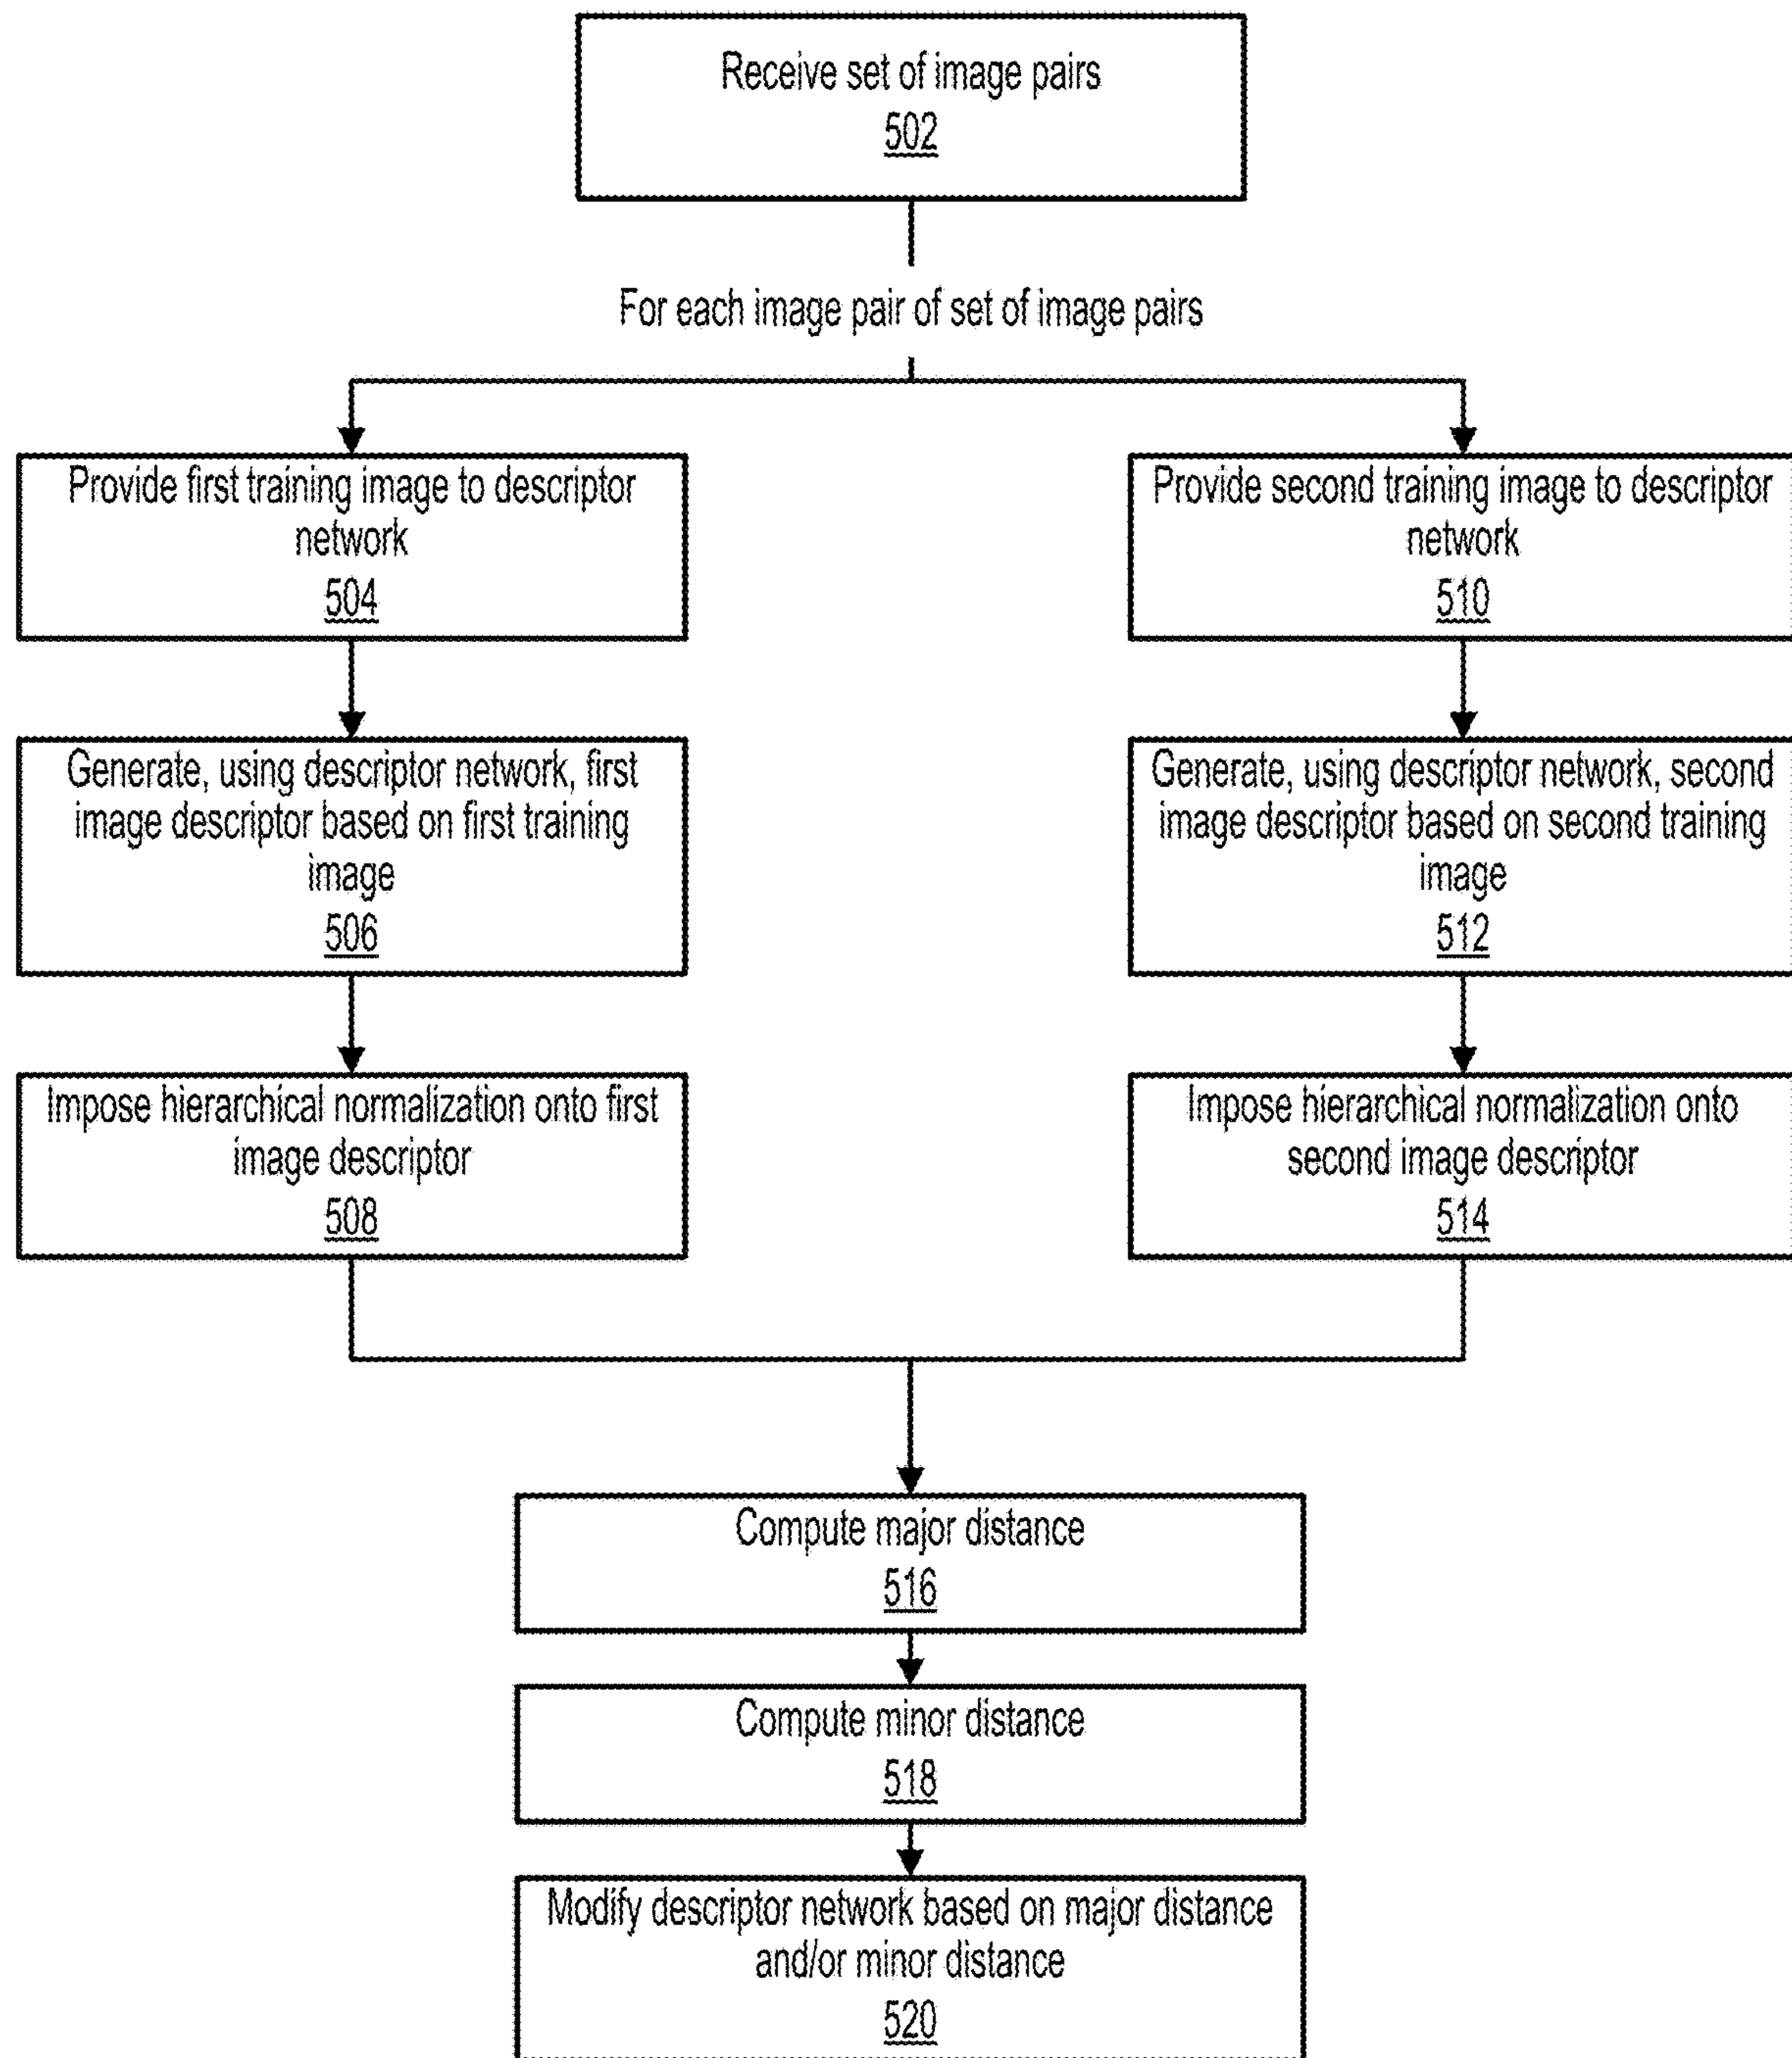 Receive set of image pairs
502
For each image pair of set of image pairs
Provide first training image to descriptor
network
504
Generate, using descriptor network, first
image descriptor based on first training
image
506
Impose hierarchical normalization onto first
image descriptor
508
Provide second training image to descriptor
network
510
Generate, using descriptor network, second
image descriptor based on second training
image
512
Impose hierarchical normalization onto
second image descriptor
514
Compute major distance
516
Compute minor distance
518
Modify descriptor network based on major distance
and/or minor distance
520